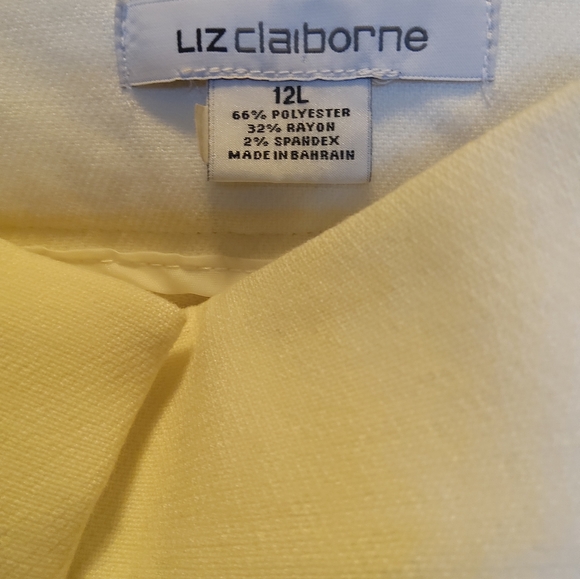 LIZ claiborne
12L
66% POLYESTER
32% RAYON
2% SPANDEX
MADE IN BAHRAIN